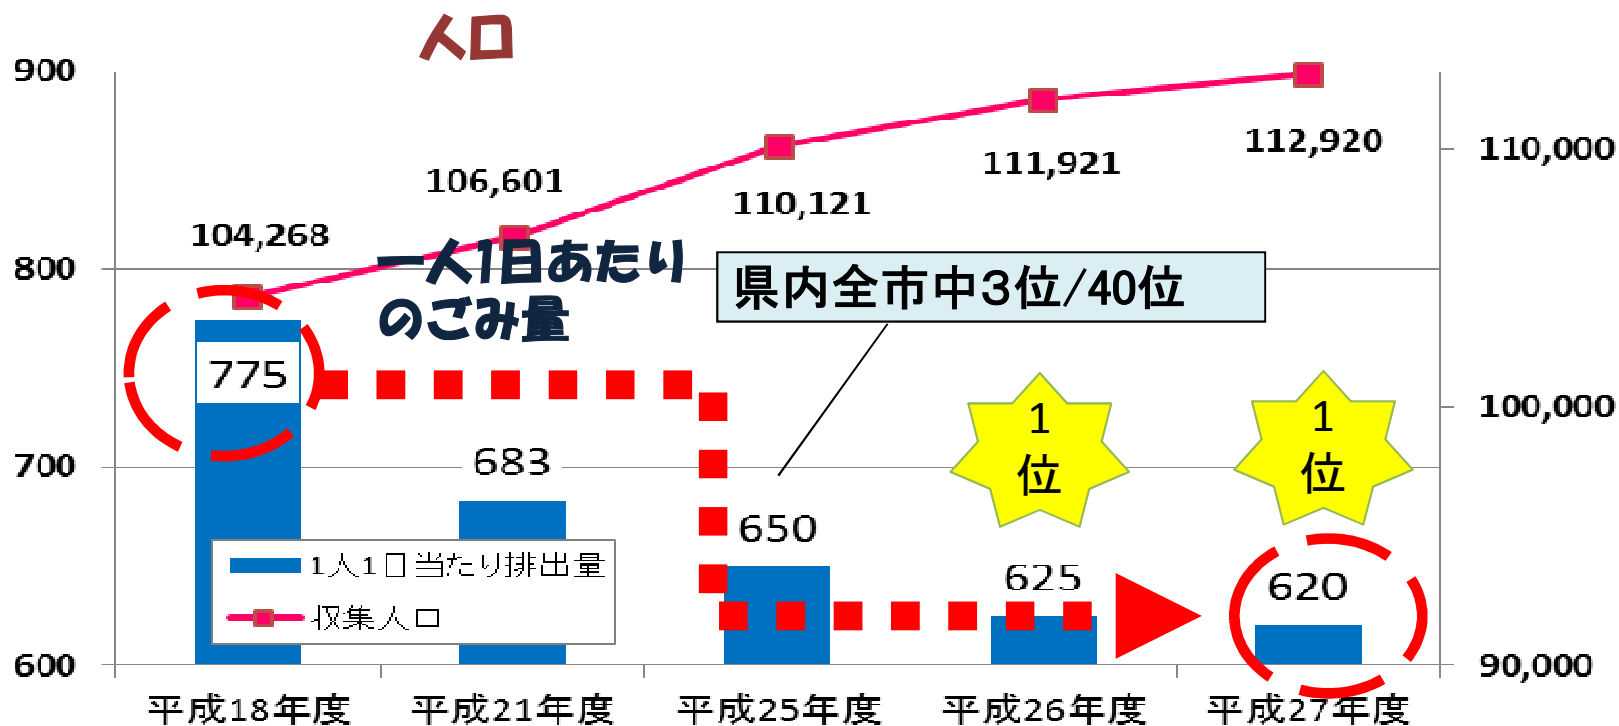 人口
900
800
700
600
110,000
100,000
90,000
104,268
106,601
110,121
111,921
112,920
一人1日あたり
のごみ量
県内全市中3位/40位
775
683
650
625
620
1
位
1
位
1人1日当たり排出量
収集人口
平成18年度
平成21年度
平成25年度
平成26年度
平成27年度